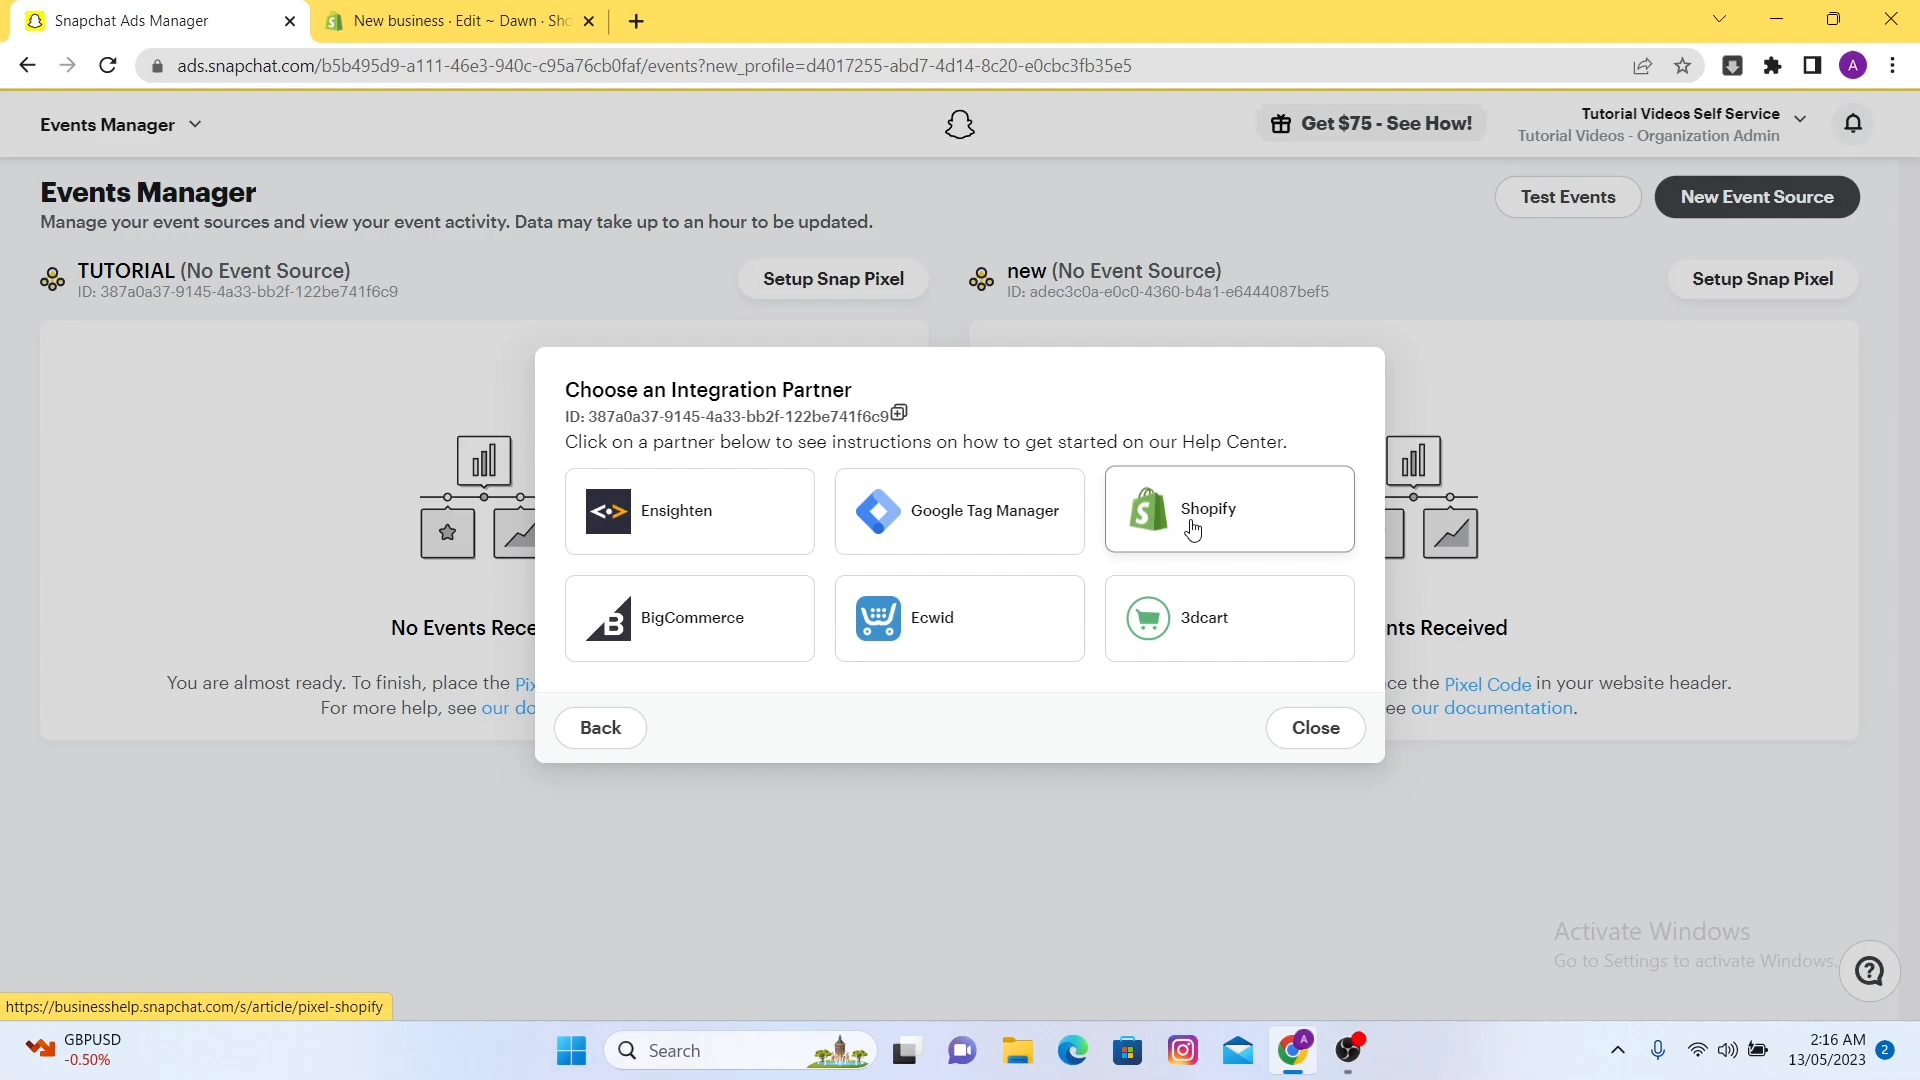 Snapchat Ads Manager
New business · Edit ~ Dawn · Sho
ads.snapchat.com/b5b495d9-a111-46e3-940c-c95a76cb0faf/events?new_profile=d4017255-abd7-4d14-8c20-e0cbc3fb35e5
A
Events Manager
Get $75 - See How!
Tutorial Videos Self Service
Tutorial Videos - Organization Admin
Events Manager
Manage your event sources and view your event activity. Data may take up to an hour to be updated.
Test Events
New Event Source
TUTORIAL (No Event Source)
ID: 387a0a37-9145-4a33-bb2f-122be741f6c9
Setup Snap Pixel
new (No Event Source)
ID: adec3c0a-e0c0-4360-b4a1-e6444087bef5
Setup Snap Pixel
Choose an Integration Partner
ID: 387a0a37-9145-4a33-bb2f-122be741f6c9
Click on a partner below to see instructions on how to get started on our Help Center.
Ensighten
Google Tag Manager
Shopify
BigCommerce
Ecwid
3dcart
Back
Close
No Events Rece
You are almost ready. To finish, place the Pix
For more help, see our do
nts Received
ce the Pixel Code in your website header.
ee our documentation.
Activate Windows
Go to Settings to activate Windows.
https://businesshelp.snapchat.com/s/article/pixel-shopify
GBPUSD
-0.50%
Search
A
2:16 AM
13/05/2023
2